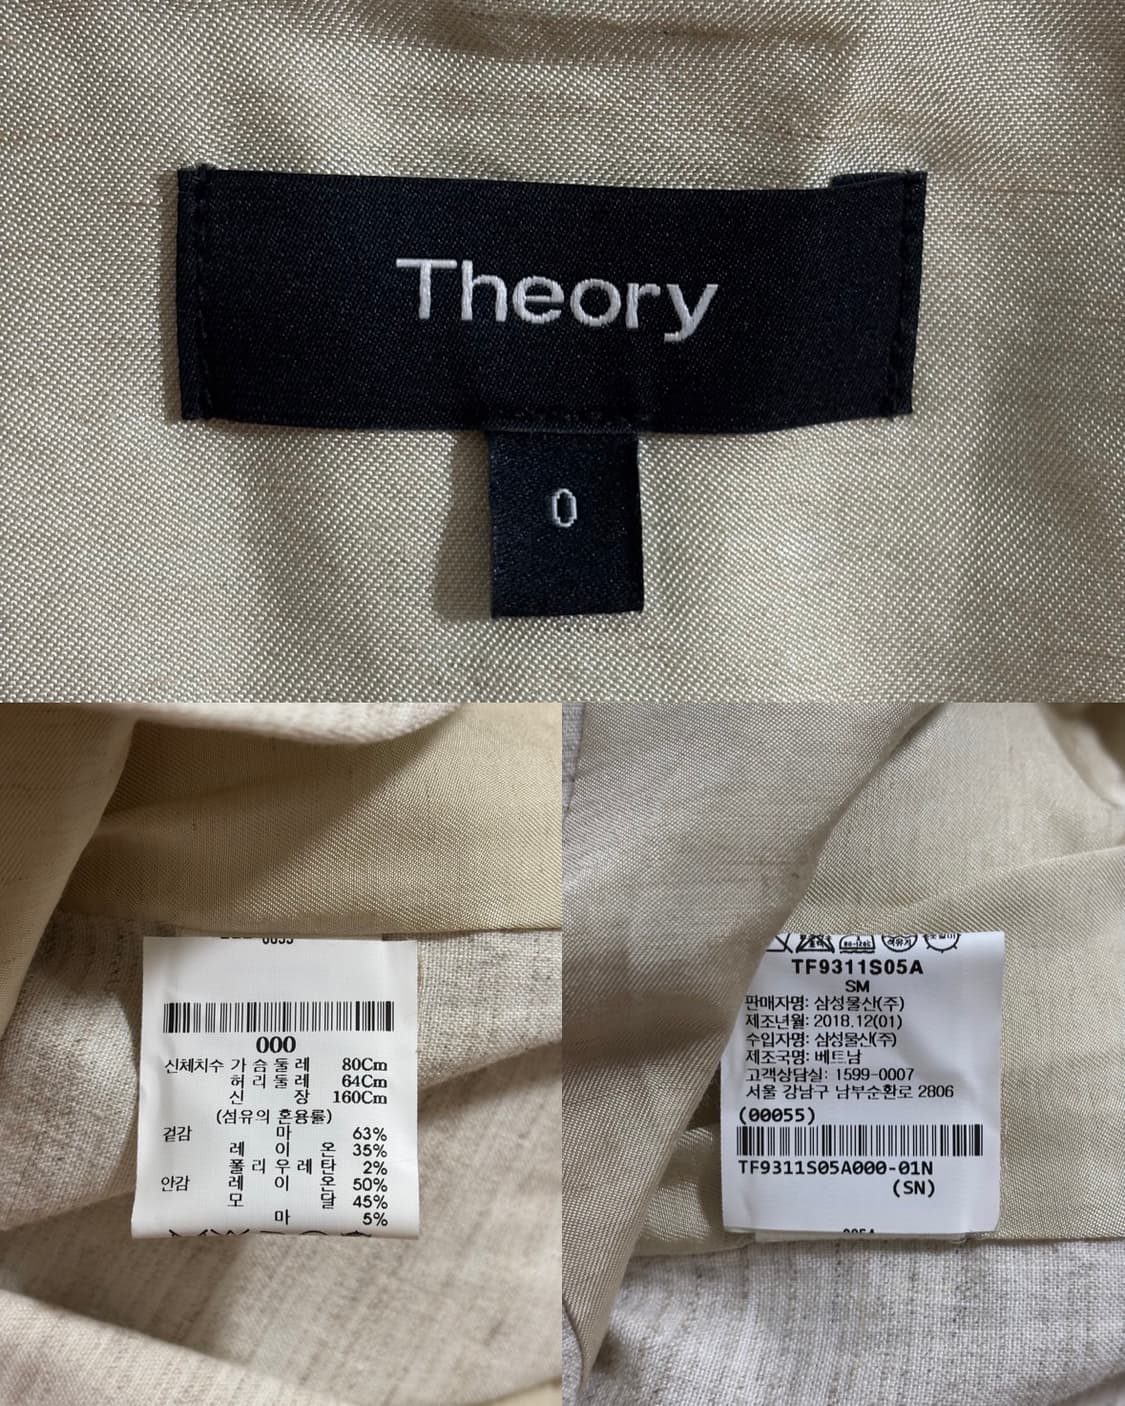 Theory
0
000
신체치수 가슴둘레 80Cm
허리둘레 64Cm
신장 160Cm
(섬유의 혼용률)
겉감 마 63%
레이온 35%
폴리우레탄 2%
안감 레이온 50%
모달 45%
마 5%
TF9311S05A
SM
판매자명: 삼성물산(주)
제조년월: 2018.12(01)
수입자명: 삼성물산(주)
제조국명: 베트남
고객상담실: 1599-0007
서울 강남구 남부순환로 2806
(00055)
TF9311S05A000-01N
(SN)